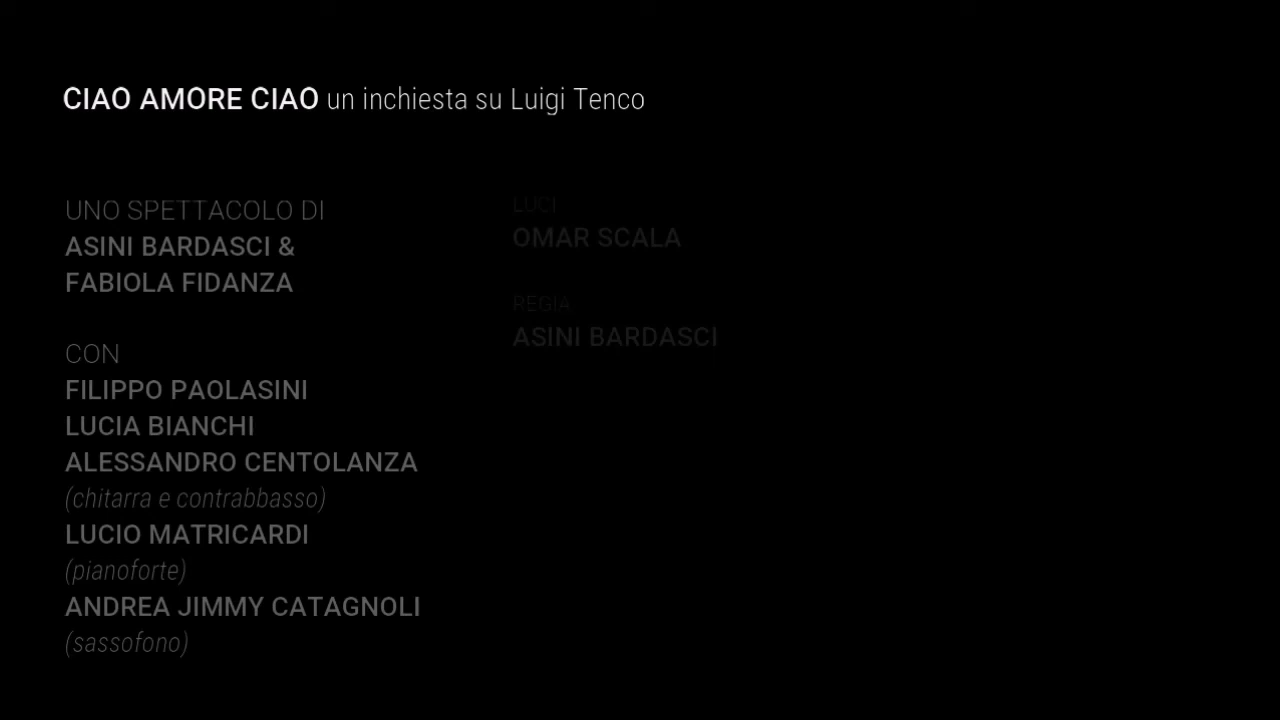 CIAO AMORE CIAO un inchiesta su Luigi Tenco
UNO SPETTACOLO DI
ASINI BARDASCI &
FABIOLA FIDANZA
CON
FILIPPO PAOLASINI
LUCIA BIANCHI
ALESSANDRO CENTOLANZA
(chitarra e contrabbasso)
LUCIO MATRICARDI
(pianoforte)
ANDREA JIMMY CATAGNOLI
(sassofono)
LUCI
OMAR SCALA
REGIA
ASINI BARDASCI